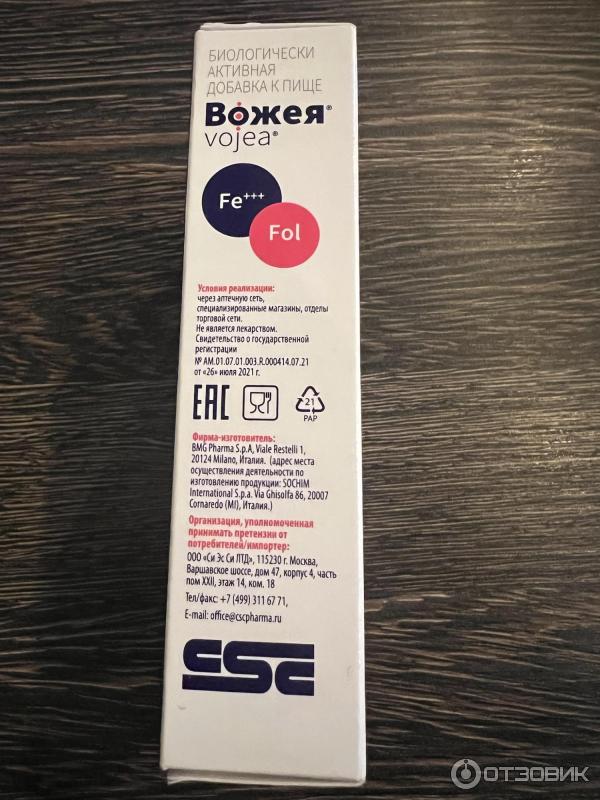 БИОЛОГИЧЕСКИ
АКТИВНАЯ
ДОБАВКА К ПИЩЕ
Вожея®
vojea®
Fe+++
Fol
Условия реализации:
через аптечную сеть,
специализированные магазины, отделы
торговой сети.
Не является лекарством.
Свидетельство о государственной
регистрации
№ AM.01.07.01.003.R.000414.07.21
от «26» июля 2021 г.
EAC
21
PAP
Фирма-изготовитель:
BMG Pharma S.p.A, Viale Restelli 1,
20124 Milano, Италия. (адрес места
осуществления деятельности по
изготовлению продукции: SOCHIM
International S.p.a. Via Ghisolfa 86, 20007
Cornaredo (MI), Италия.)
Организация, уполномоченная
принимать претензии от
потребителей/импортер:
ООО «Си Эс Си ЛТД», 115230 г. Москва,
Варшавское шоссе, дом 47, корпус 4, часть
пом XXII, этаж 14, ком. 18
Тел/факс: +7 (499) 311 67 71,
E-mail: office@cscpharma.ru
CSC
ОТЗОВИК